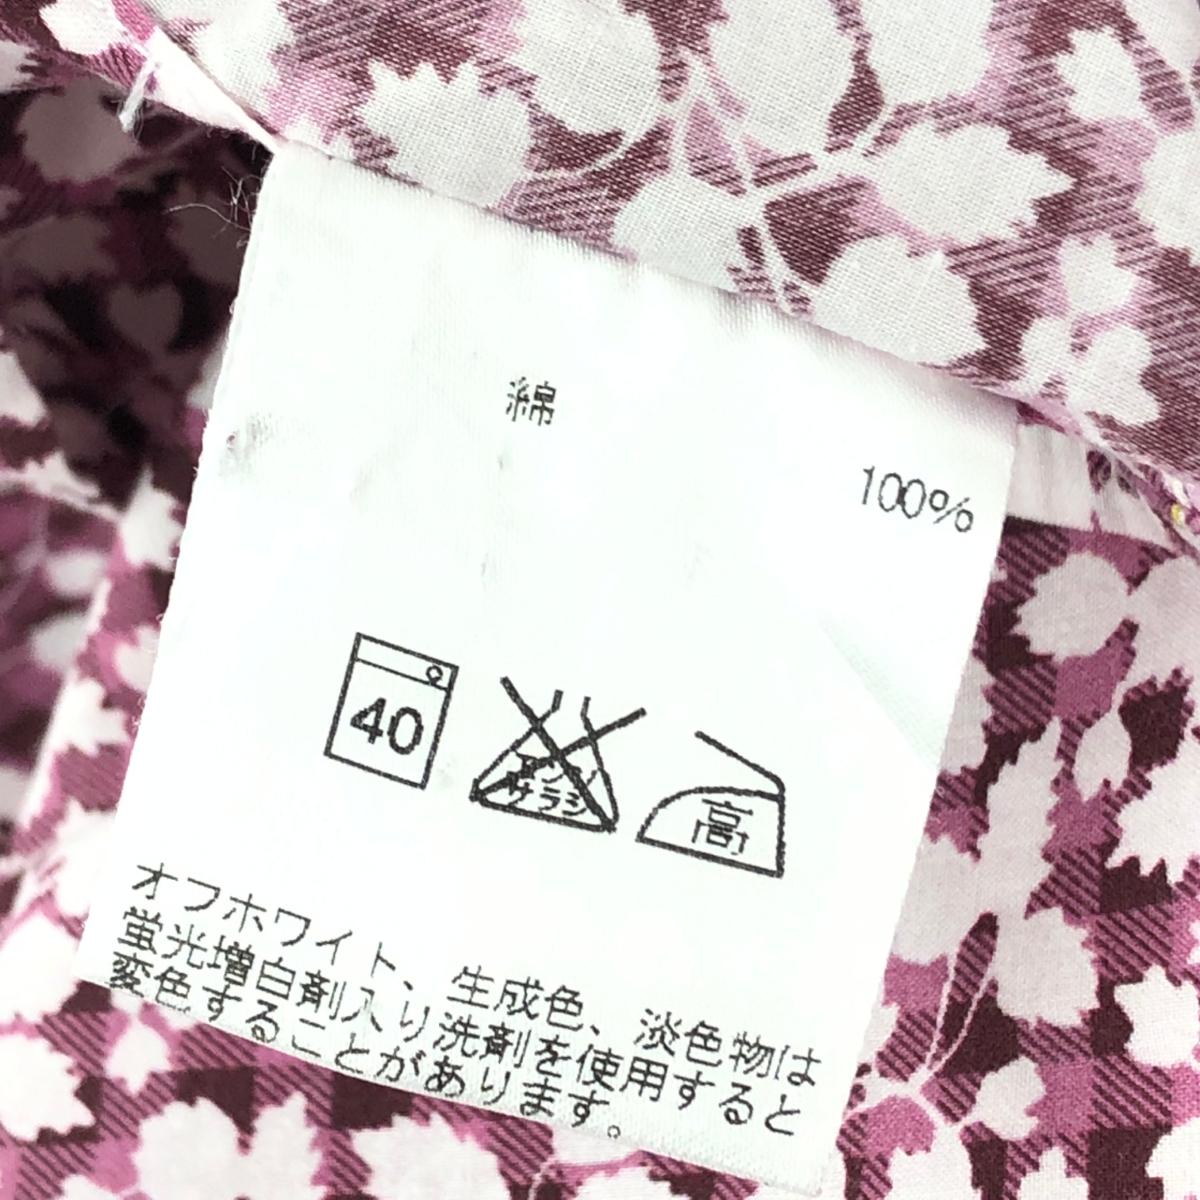 綿
100%
40
エンソ
サラシ
高
オフホワイト、生成色、淡色物は
蛍光増白剤入り洗剤を使用すると
変色することがあります。